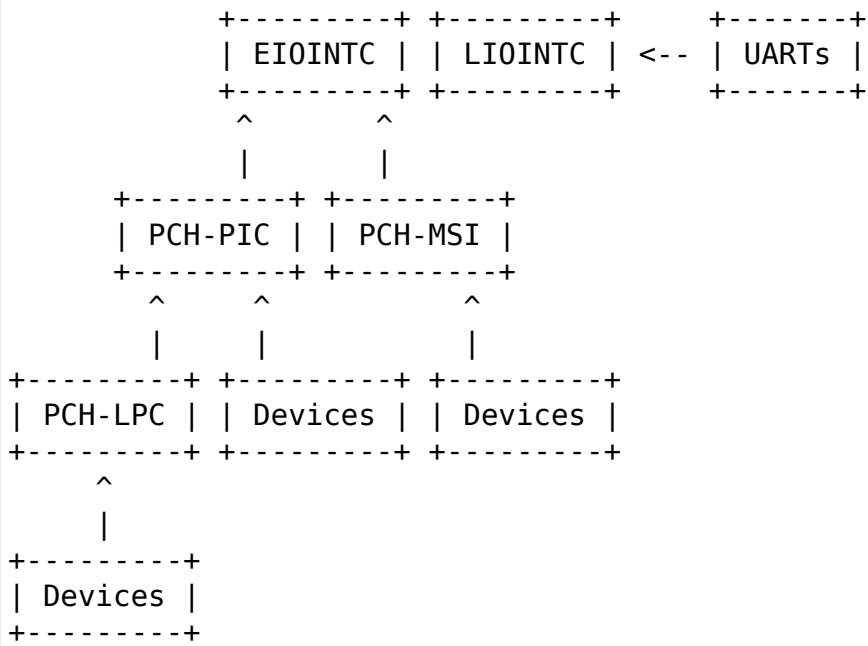 +---------+ +---------+     +-------+
| EIOINTC | | LIOINTC | <-- | UARTs |
+---------+ +---------+     +-------+
^       ^
|       |
+---------+ +---------+
| PCH-PIC | | PCH-MSI |
+---------+ +---------+
^     ^           ^
|     |           |
+---------+ +---------+ +---------+
| PCH-LPC | | Devices | | Devices |
+---------+ +---------+ +---------+
^
|
+---------+
| Devices |
+---------+